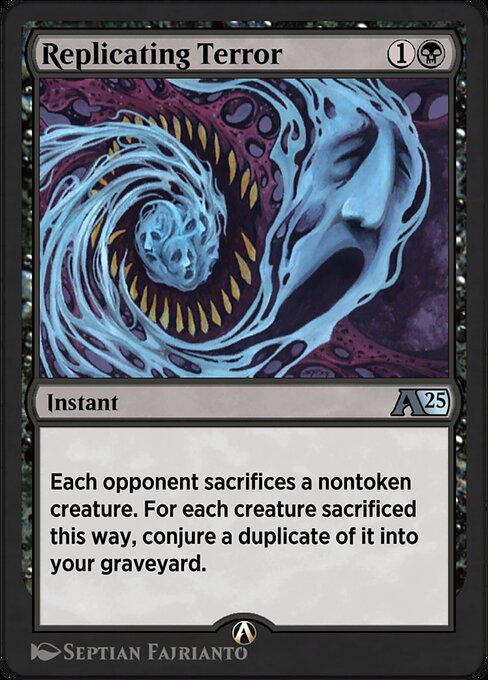 Replicating Terror 1
Instant A25
Each opponent sacrifices a nontoken
creature. For each creature sacrificed
this way, conjure a duplicate of it into
your graveyard.
Septian Fajrianto